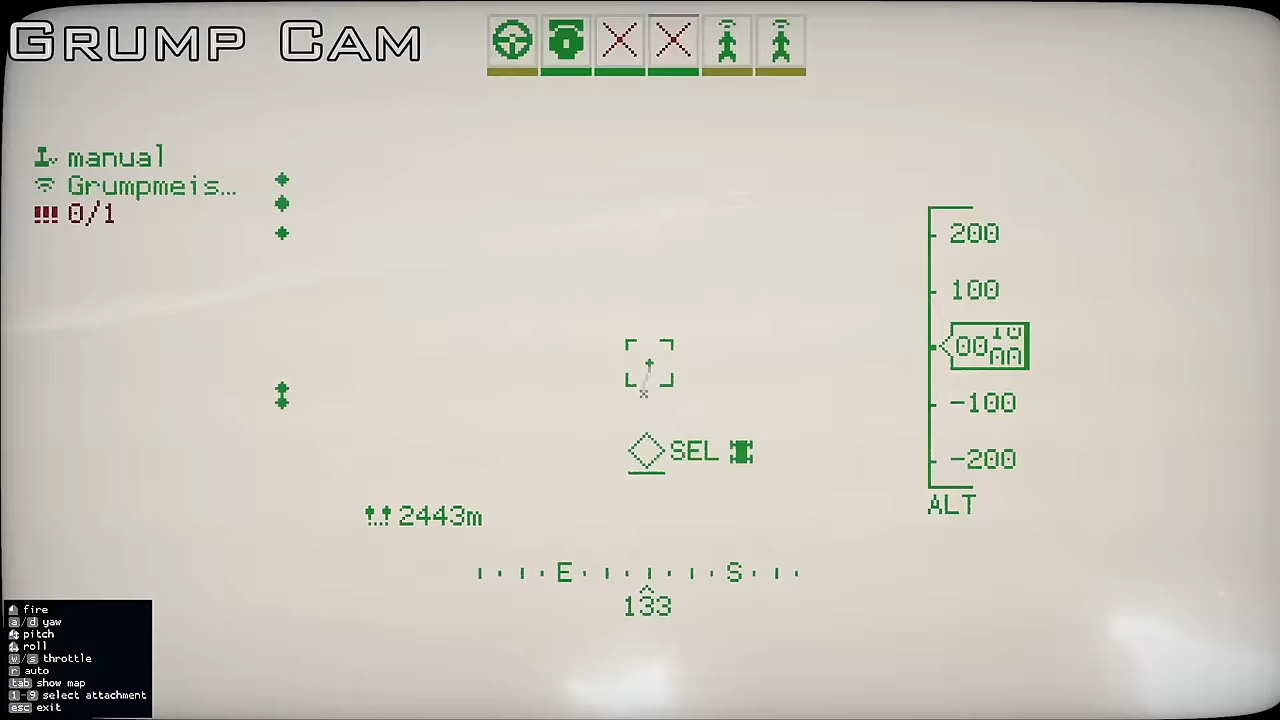 GRUMP CAM
manual
Grumpmeis…
!!! 0/1
200
100
00
-100
-200
ALT
SEL
2443m
E S
133
fire
a/d yaw
pitch
roll
w/s throttle
r auto
tab show map
1-9 select attachment
esc exit